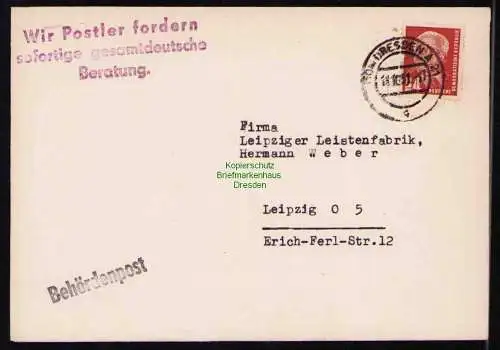 Wir Postler fordern
sofortige gesamtdeutsche
Beratung.
DRESDEN A 21
Firma
Leipziger Leistenfabrik,
Hermann Weber
Kopierschutz
Briefmarkenhaus
Dresden
Leipzig O 5
Erich-Ferl-Str.12
Behördenpost